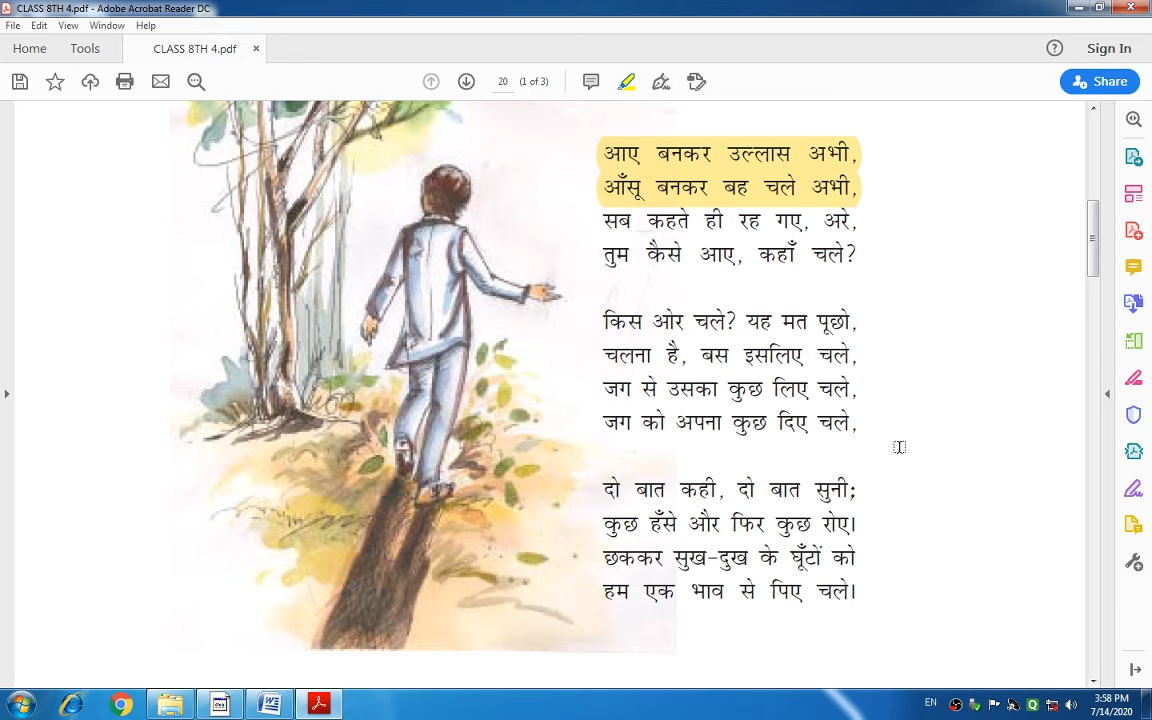 CLASS 8TH 4.pdf - Adobe Acrobat Reader DC
File Edit View Window Help
Home Tools CLASS 8TH 4.pdf × Sign In
20 (1 of 3) Share
आए बनकर उल्लास अभी,
आँसू बनकर बह चले अभी,
सब कहते ही रह गए, अरे,
तुम कैसे आए, कहाँ चले?
किस ओर चले? यह मत पूछो,
चलना है, बस इसलिए चले,
जग से उसका कुछ लिए चले,
जग को अपना कुछ दिए चले,
दो बात कही, दो बात सुनी;
कुछ हँसे और फिर कुछ रोए।
छककर सुख-दुख के घूँटों को
हम एक भाव से पिए चले।
EN 3:58 PM
7/14/2020